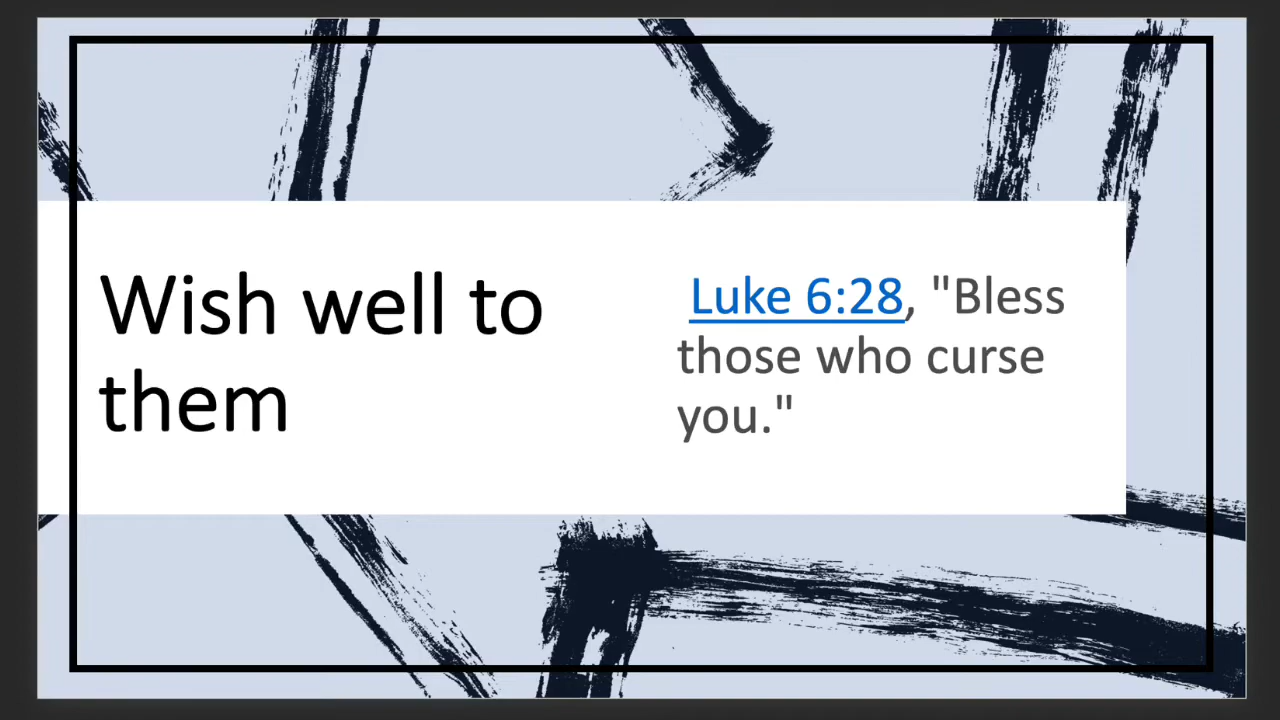 Wish well to
them
Luke 6:28, "Bless
those who curse
you."